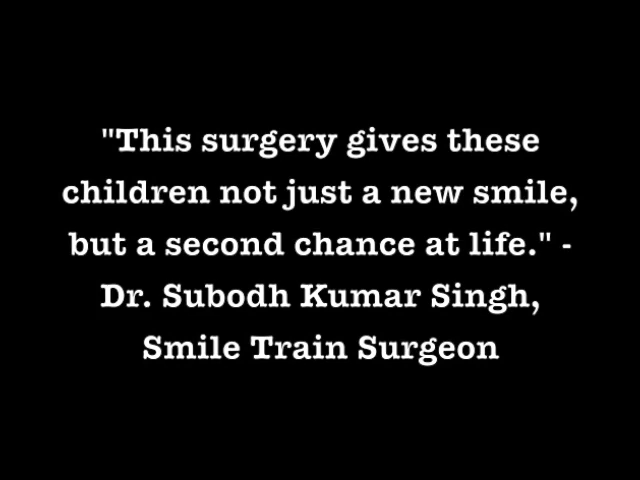 "This surgery gives these
children not just a new smile,
but a second chance at life." -
Dr. Subodh Kumar Singh,
Smile Train Surgeon